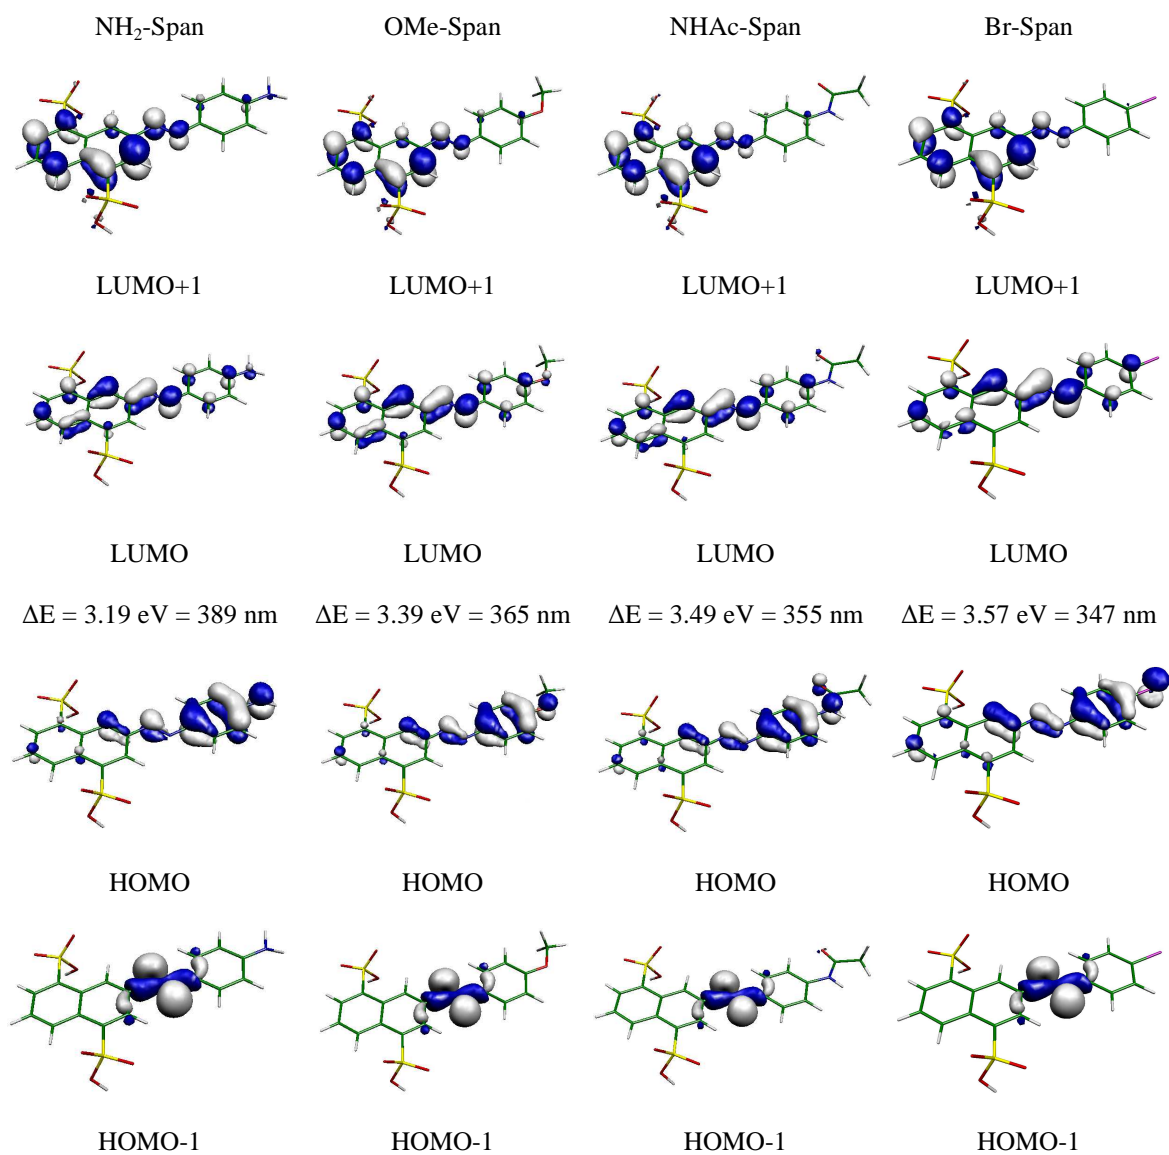 NH₂-Span OMe-Span NHAc-Span Br-Span
LUMO+1 LUMO+1 LUMO+1 LUMO+1
LUMO LUMO LUMO LUMO
ΔE = 3.19 eV = 389 nm ΔE = 3.39 eV = 365 nm ΔE = 3.49 eV = 355 nm ΔE = 3.57 eV = 347 nm
HOMO HOMO HOMO HOMO
HOMO-1 HOMO-1 HOMO-1 HOMO-1